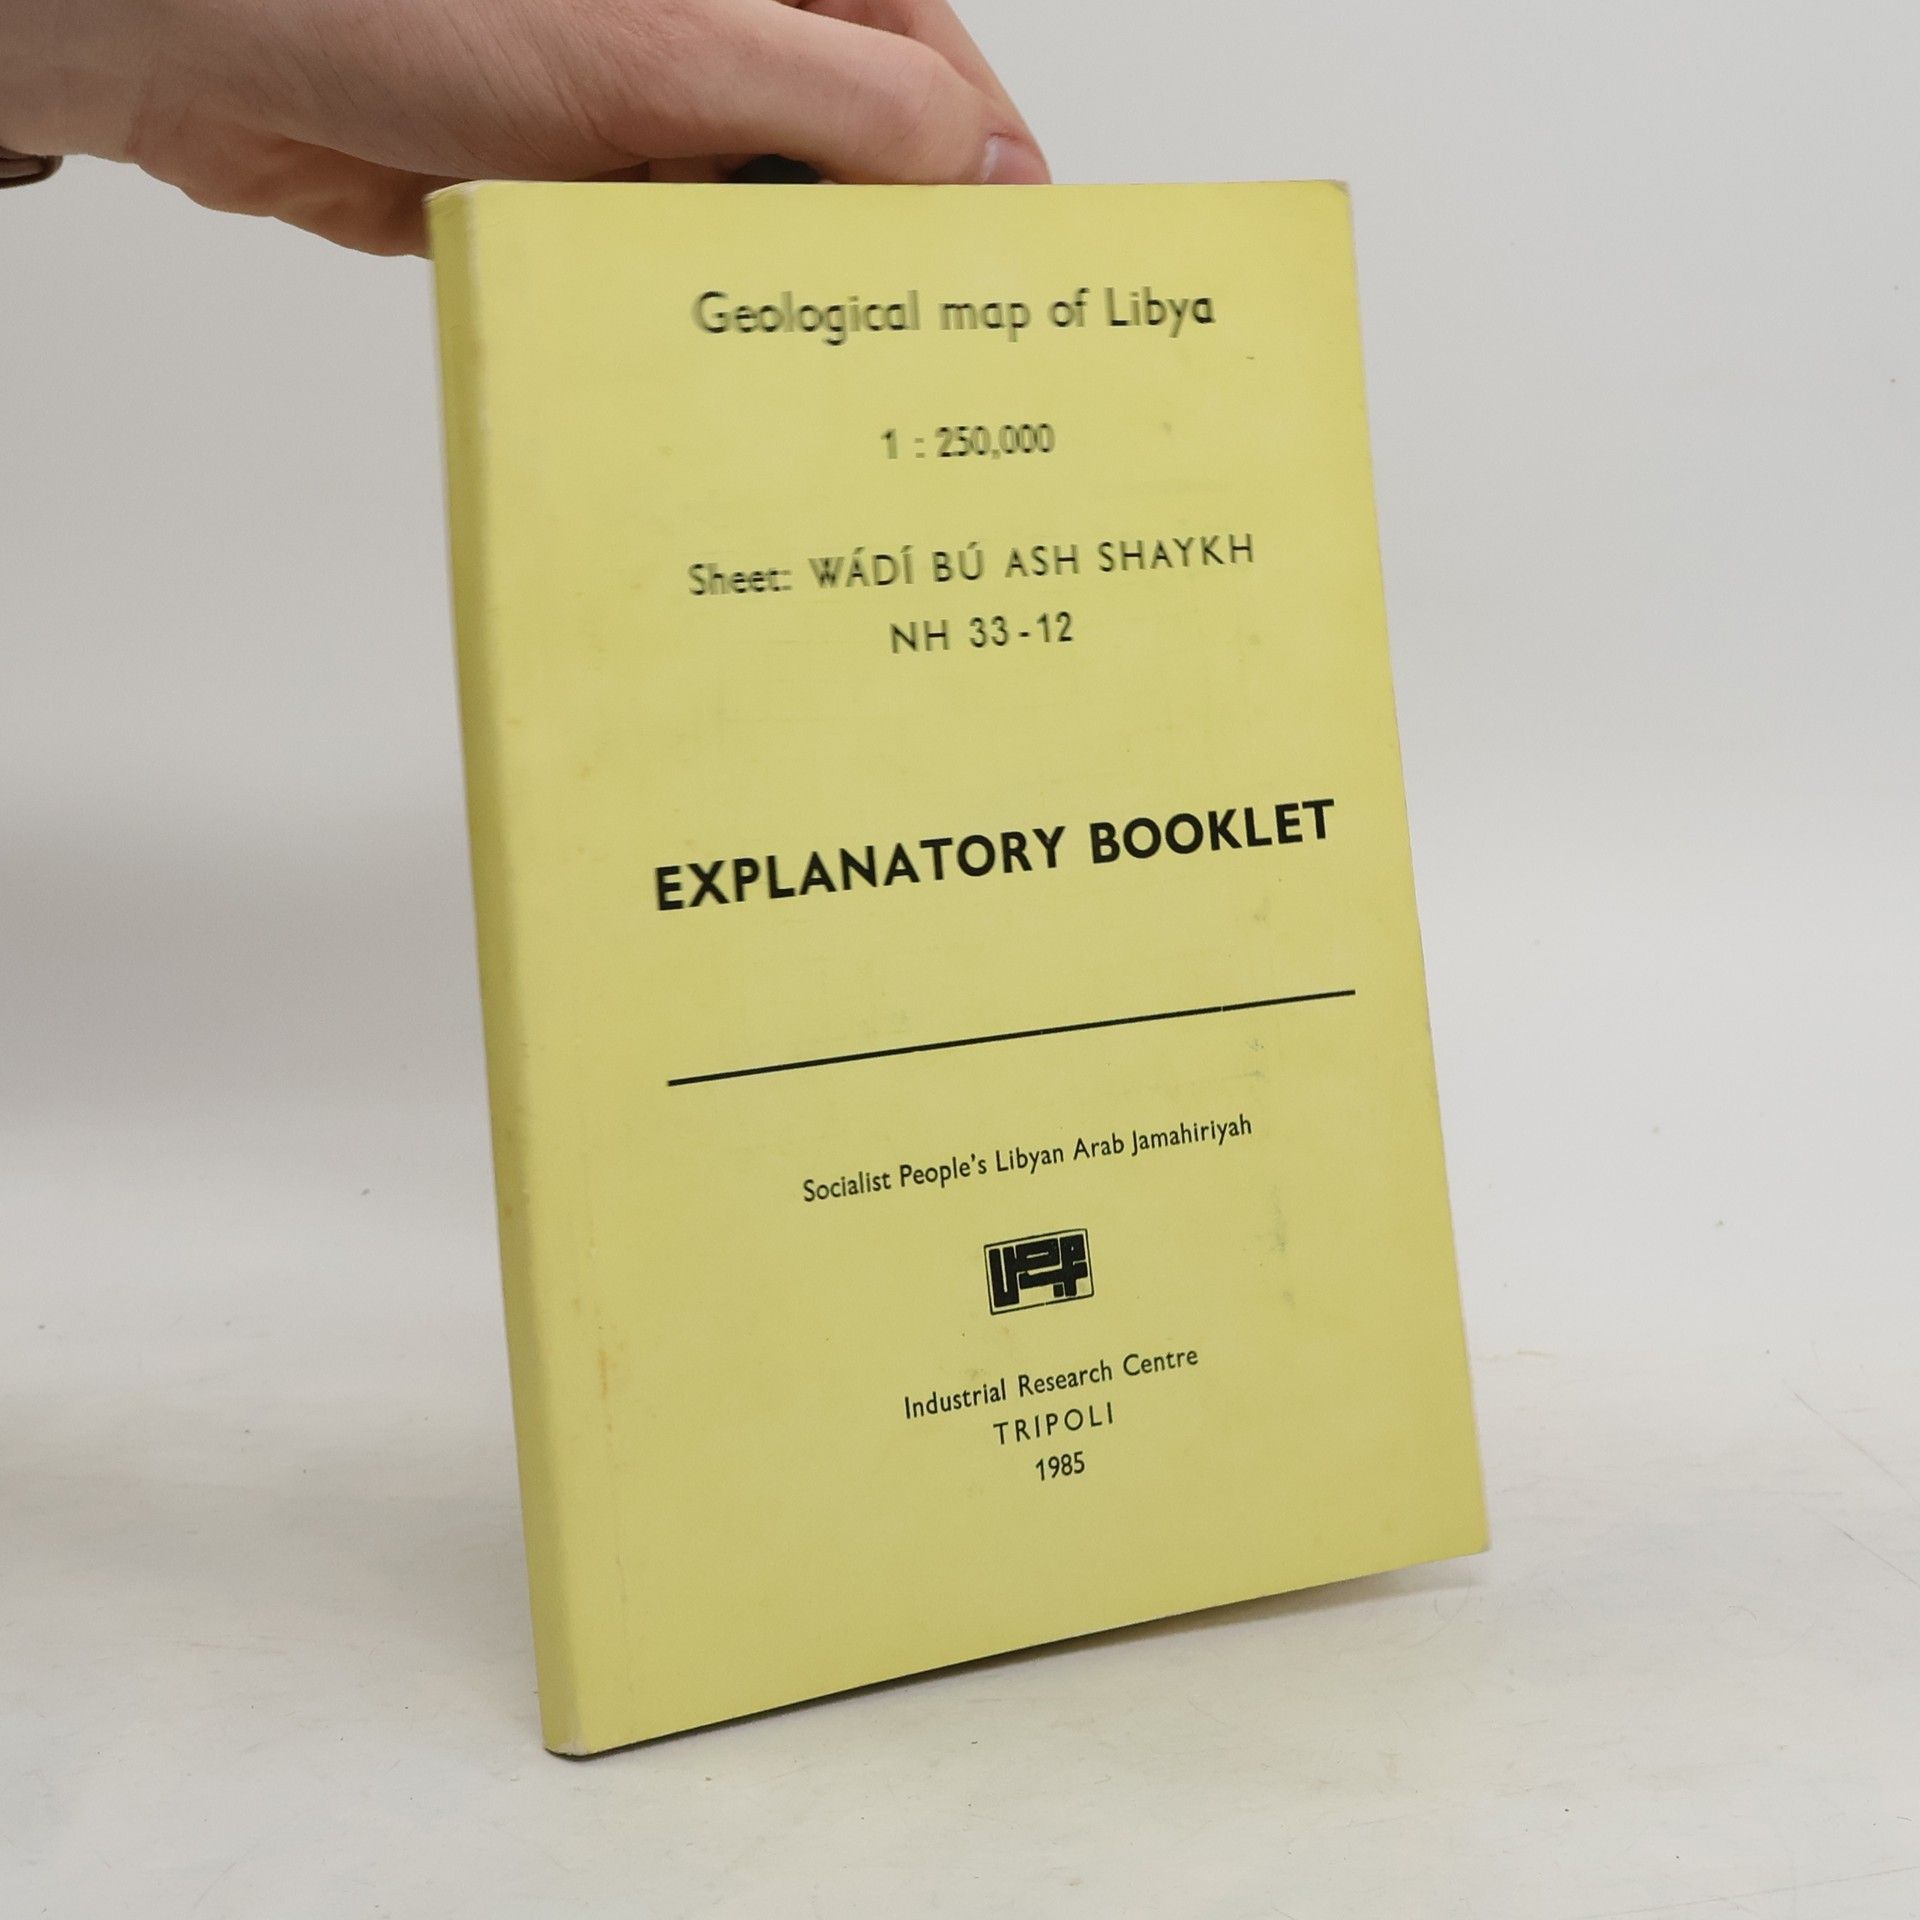 Geological map of Libya
1 : 250,000
Sheet: WÁDÍ BÚ ASH SHAYKH
NH 33-12
EXPLANATORY BOOKLET
Socialist People's Libyan Arab Jamahiriyah
Industrial Research Centre
TRIPOLI
1985